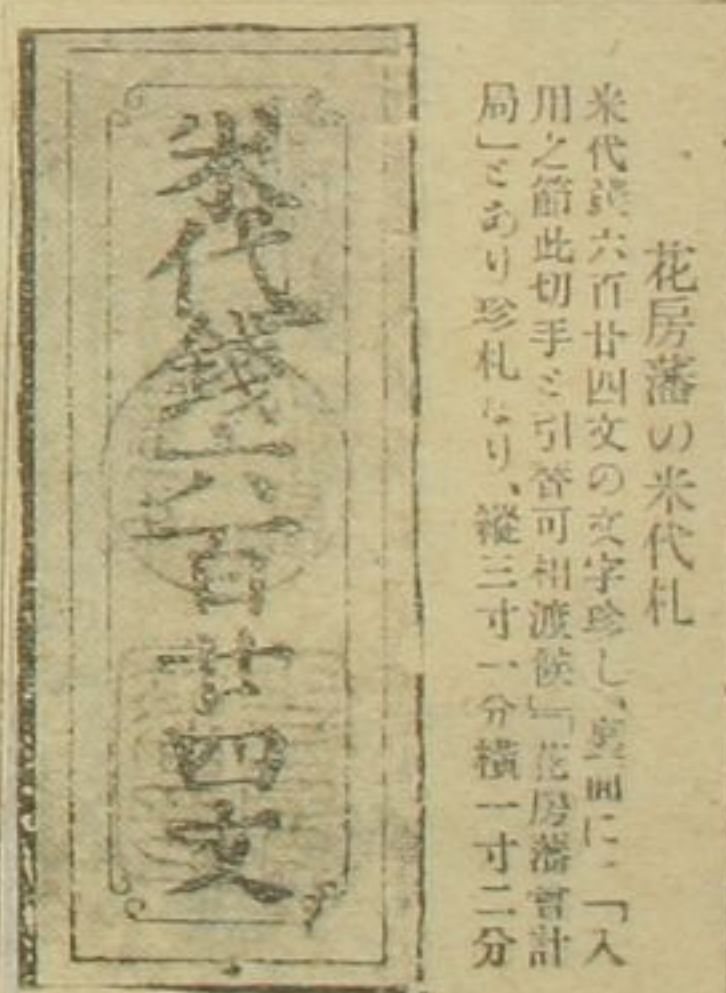 花房藩の米代札
米代錢六百廿四文の文字珍し、裏面に、「入
用之節此切手ミ引替可相渡候」「花房藩會計
局」とあり珍札なり、縱三寸一分橫一寸二分
米代錢六百廿四文